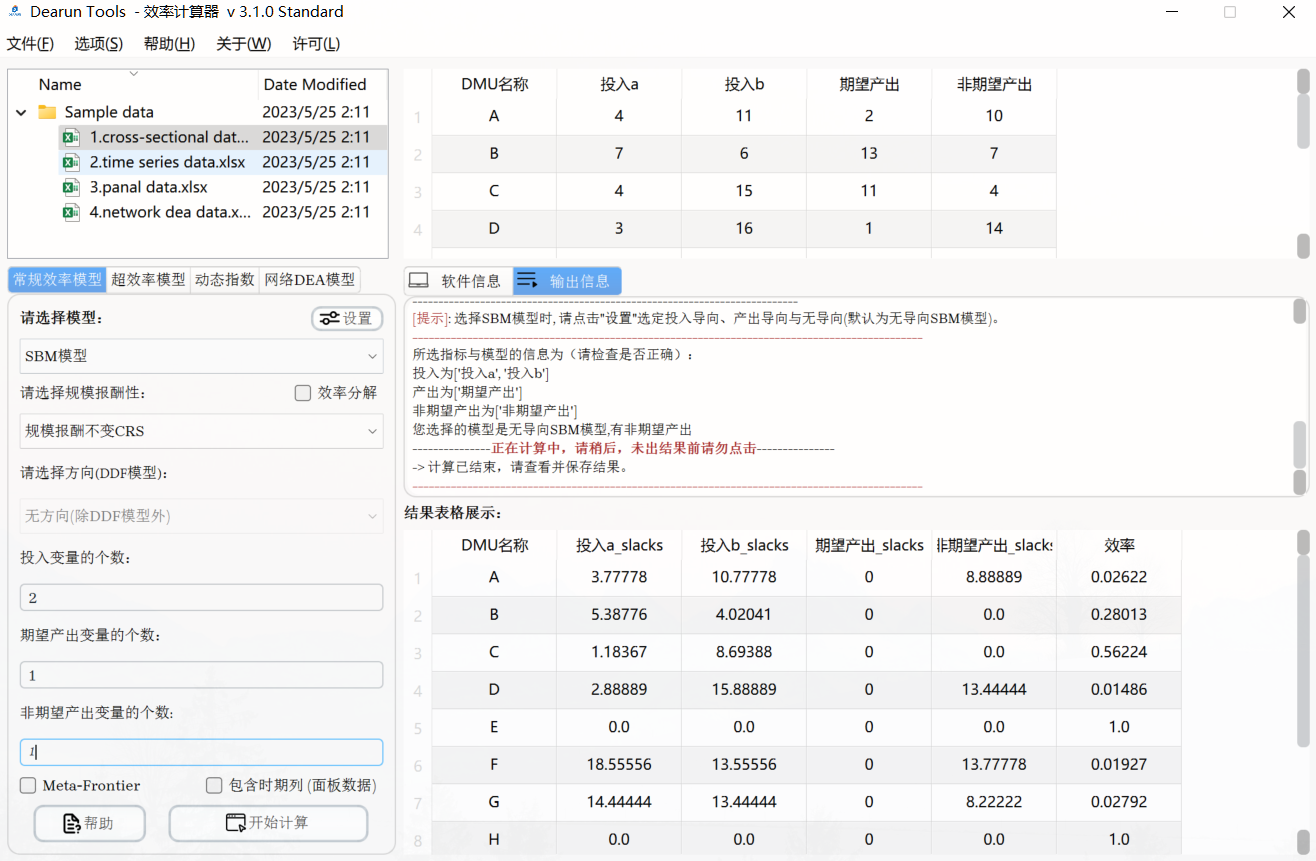 Dearun Tools - 效率计算器 v 3.1.0 Standard
文件(F) 选项(S) 帮助(H) 关于(W) 许可(L)
Name Date Modified
Sample data 2023/5/25 2:11
1.cross-sectional dat... 2023/5/25 2:11
2.time series data.xlsx 2023/5/25 2:11
3.panal data.xlsx 2023/5/25 2:11
4.network dea data.x... 2023/5/25 2:11
DMU名称 投入a 投入b 期望产出 非期望产出
1 A 4 11 2 10
2 B 7 6 13 7
3 C 4 15 11 4
4 D 3 16 1 14
常规效率模型 超效率模型 动态指数 网络DEA模型
请选择模型: 设置
SBM模型
请选择规模报酬性: 效率分解
规模报酬不变CRS
请选择方向(DDF模型):
无方向(除DDF模型外)
投入变量的个数:
2
期望产出变量的个数:
1
非期望产出变量的个数:
1
Meta-Frontier 包含时期列(面板数据)
帮助 开始计算
软件信息 输出信息
[提示]: 选择SBM模型时, 请点击"设置"选定投入导向、产出导向与无导向(默认为无导向SBM模型)。
所选指标与模型的信息为（请检查是否正确）:
投入为['投入a', '投入b']
产出为['期望产出']
非期望产出为['非期望产出']
您选择的模型是无导向SBM模型,有非期望产出
---------------正在计算中，请稍后，未出结果前请勿点击---------------
-> 计算已结束，请查看并保存结果。
结果表格展示:
DMU名称 投入a_slacks 投入b_slacks 期望产出_slacks 非期望产出_slacks 效率
1 A 3.77778 10.77778 0 8.88889 0.02622
2 B 5.38776 4.02041 0 0.0 0.28013
3 C 1.18367 8.69388 0 0.0 0.56224
4 D 2.88889 15.88889 0 13.44444 0.01486
5 E 0.0 0.0 0 0.0 1.0
6 F 18.55556 13.55556 0 13.77778 0.01927
7 G 14.44444 13.44444 0 8.22222 0.02792
8 H 0.0 0.0 0 0.0 1.0